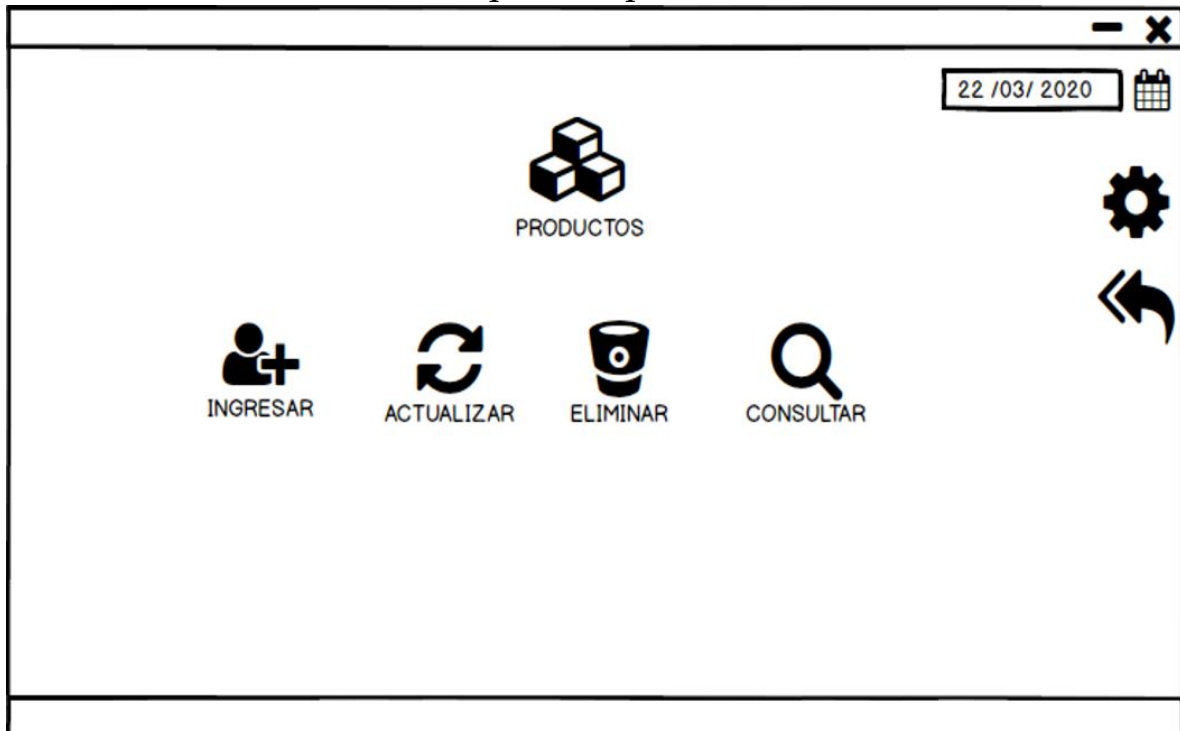 22 /03/ 2020
PRODUCTOS
INGRESAR
ACTUALIZAR
ELIMINAR
CONSULTAR